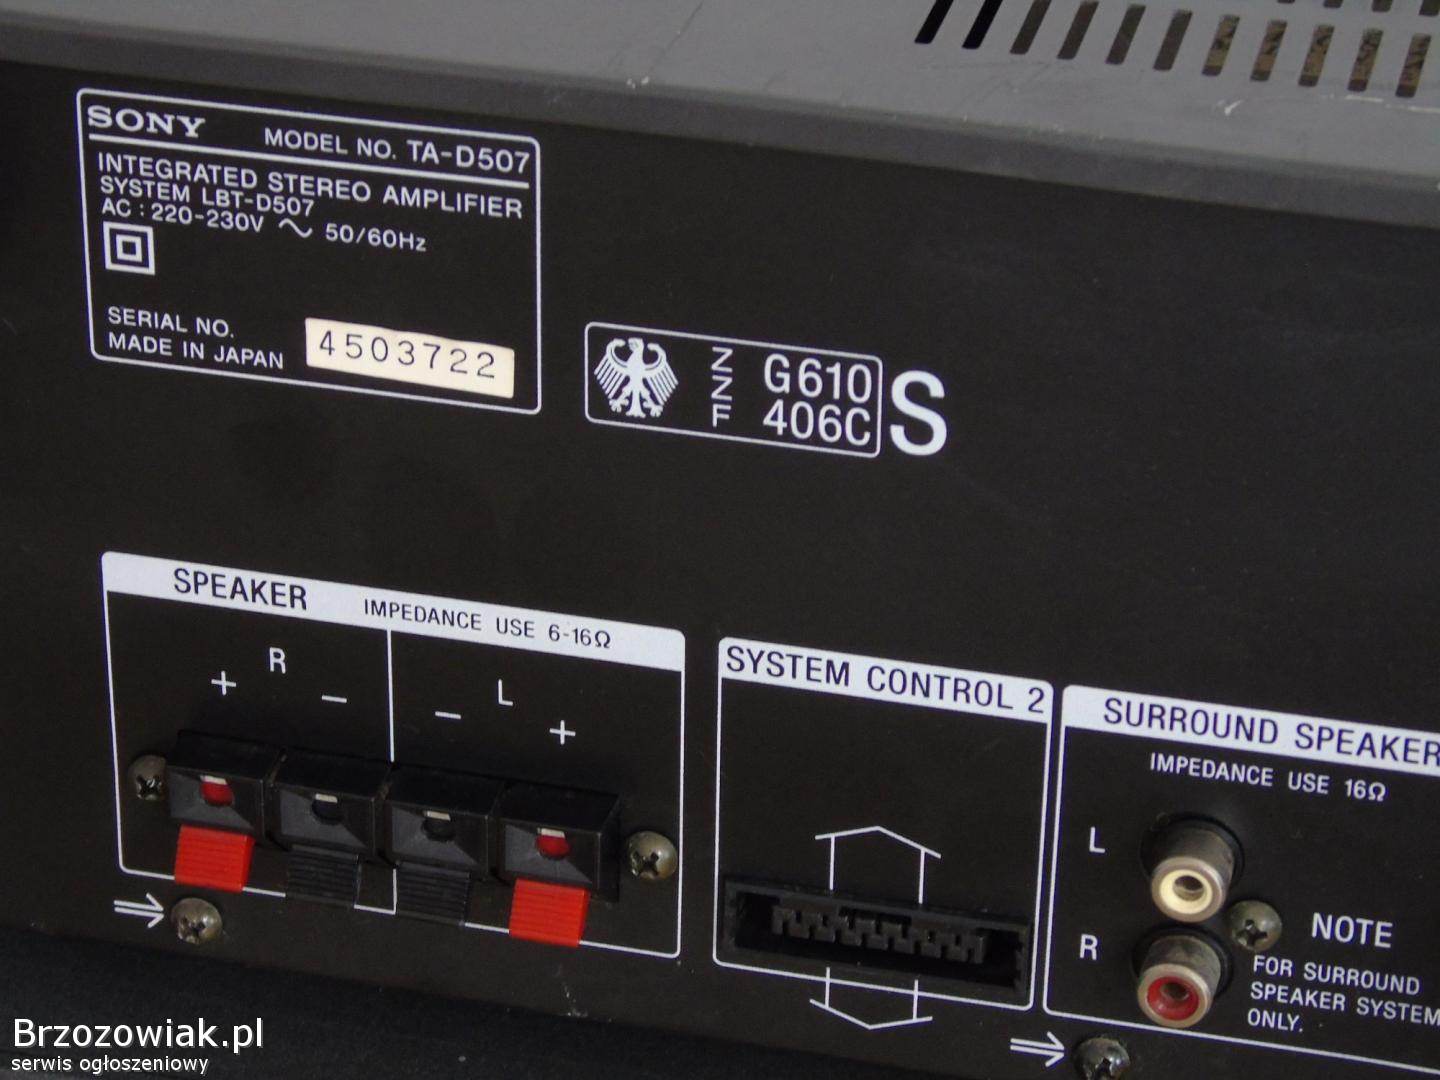 SONY MODEL NO. TA-D507
INTEGRATED STEREO AMPLIFIER
SYSTEM LBT-D507
AC : 220-230V ~ 50/60Hz
SERIAL NO. 4503722
MADE IN JAPAN
ZZF G610 406C S
SPEAKER IMPEDANCE USE 6-16Ω
R L
+ − − +
SYSTEM CONTROL 2
SURROUND SPEAKER
IMPEDANCE USE 16Ω
L
R
NOTE
FOR SURROUND
SPEAKER SYSTEM
ONLY.
Brzozowiak.pl
serwis ogłoszeniowy